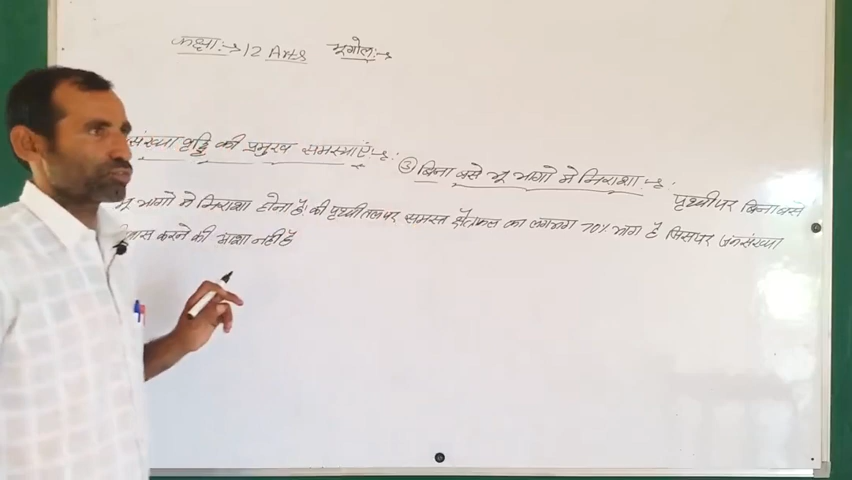 कक्षा:→ 12 Arts भूगोल:→
संख्या वृद्धि की प्रमुख समस्याएं→: ③ बिना बसे भू भागो मे निराशा→: पृथ्वी पर बिना बसे
भू भागो मे निराशा होना है। की पृथ्वी तल पर समस्त क्षेत्रफल का लगभग 70% भाग है जिसपर जनसंख्या
करने की आशा नही है